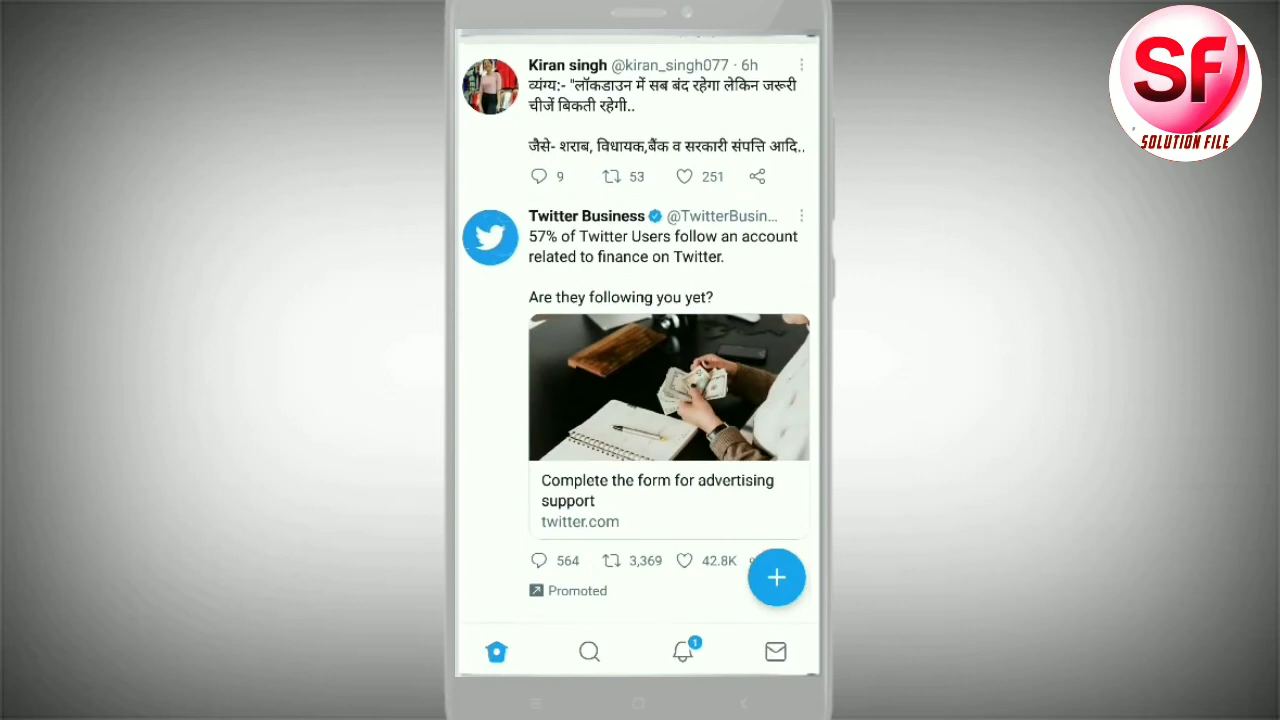 Kiran singh @kiran_singh077 · 6h
व्यंग्य:- "लॉकडाउन में सब बंद रहेगा लेकिन जरूरी
चीजें बिकती रहेगी..
जैसे- शराब, विधायक,बैंक व सरकारी संपत्ति आदि..
9 53 251
Twitter Business @TwitterBusin...
57% of Twitter Users follow an account
related to finance on Twitter.
Are they following you yet?
Complete the form for advertising
support
twitter.com
564 3,369 42.8K
Promoted
1
SF
SOLUTION FILE